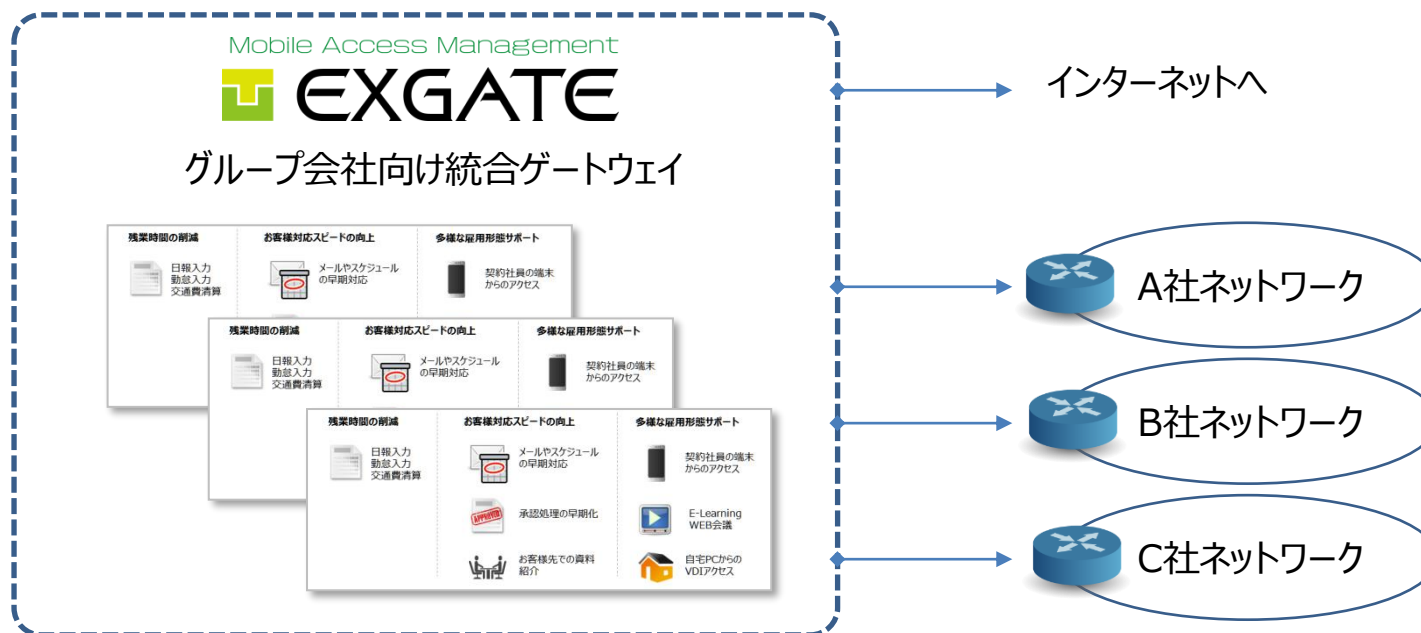 Mobile Access Management
EXGATE
グループ会社向け統合ゲートウェイ
インターネットへ
残業時間の削減
日報入力
勤怠入力
交通費清算
お客様対応スピードの向上
メールやスケジュール
の早期対応
多様な雇用形態サポート
契約社員の端末
からのアクセス
残業時間の削減
日報入力
勤怠入力
交通費清算
お客様対応スピードの向上
メールやスケジュール
の早期対応
多様な雇用形態サポート
契約社員の端末
からのアクセス
残業時間の削減
日報入力
勤怠入力
交通費清算
お客様対応スピードの向上
メールやスケジュール
の早期対応
APPROVED
承認処理の早期化
お客様先での資料
紹介
多様な雇用形態サポート
契約社員の端末
からのアクセス
E-Learning
WEB会議
自宅PCからの
VDIアクセス
A社ネットワーク
B社ネットワーク
C社ネットワーク